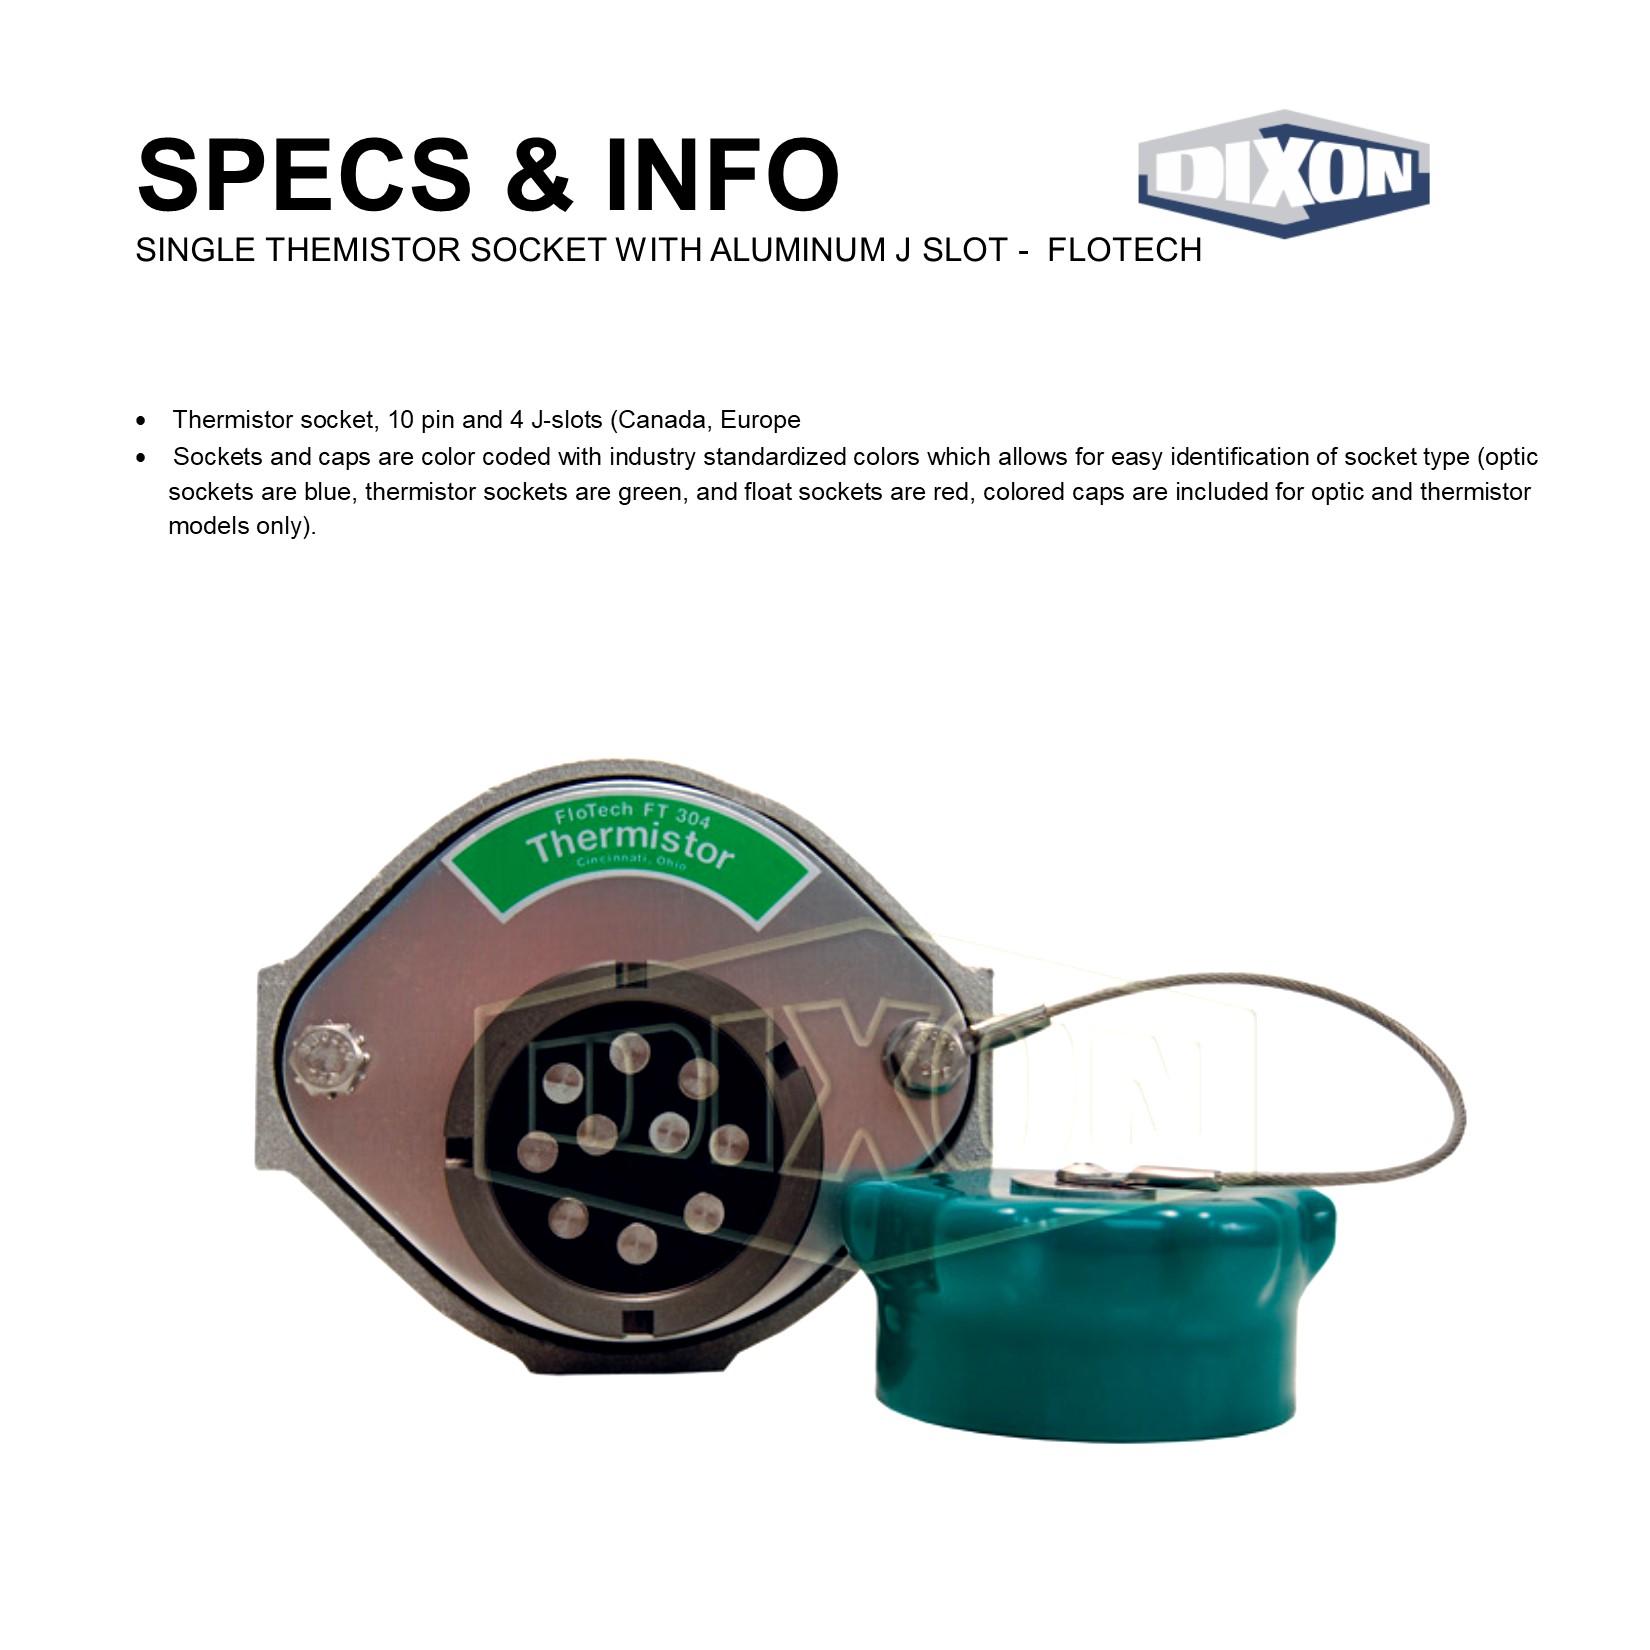 SPECS & INFO
DIXON
SINGLE THEMISTOR SOCKET WITH ALUMINUM J SLOT -  FLOTECH
• Thermistor socket, 10 pin and 4 J-slots (Canada, Europe
• Sockets and caps are color coded with industry standardized colors which allows for easy identification of socket type (optic
sockets are blue, thermistor sockets are green, and float sockets are red, colored caps are included for optic and thermistor
models only).
FloTech FT 304
Thermistor
Cincinnati, Ohio
DIXON